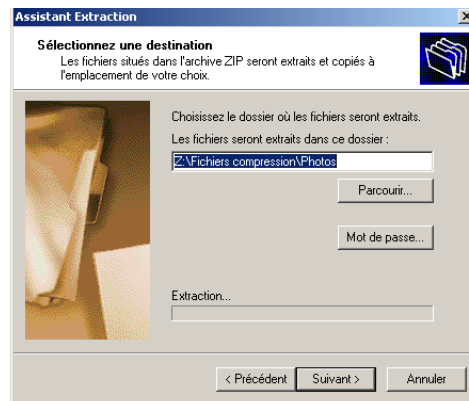 Assistant Extraction
Sélectionnez une destination
Les fichiers situés dans l'archive ZIP seront extraits et copiés à
l'emplacement de votre choix.
Choisissez le dossier où les fichiers seront extraits.
Les fichiers seront extraits dans ce dossier :
Z:\Fichiers compression\Photos
Parcourir...
Mot de passe...
Extraction...
< Précédent
Suivant >
Annuler